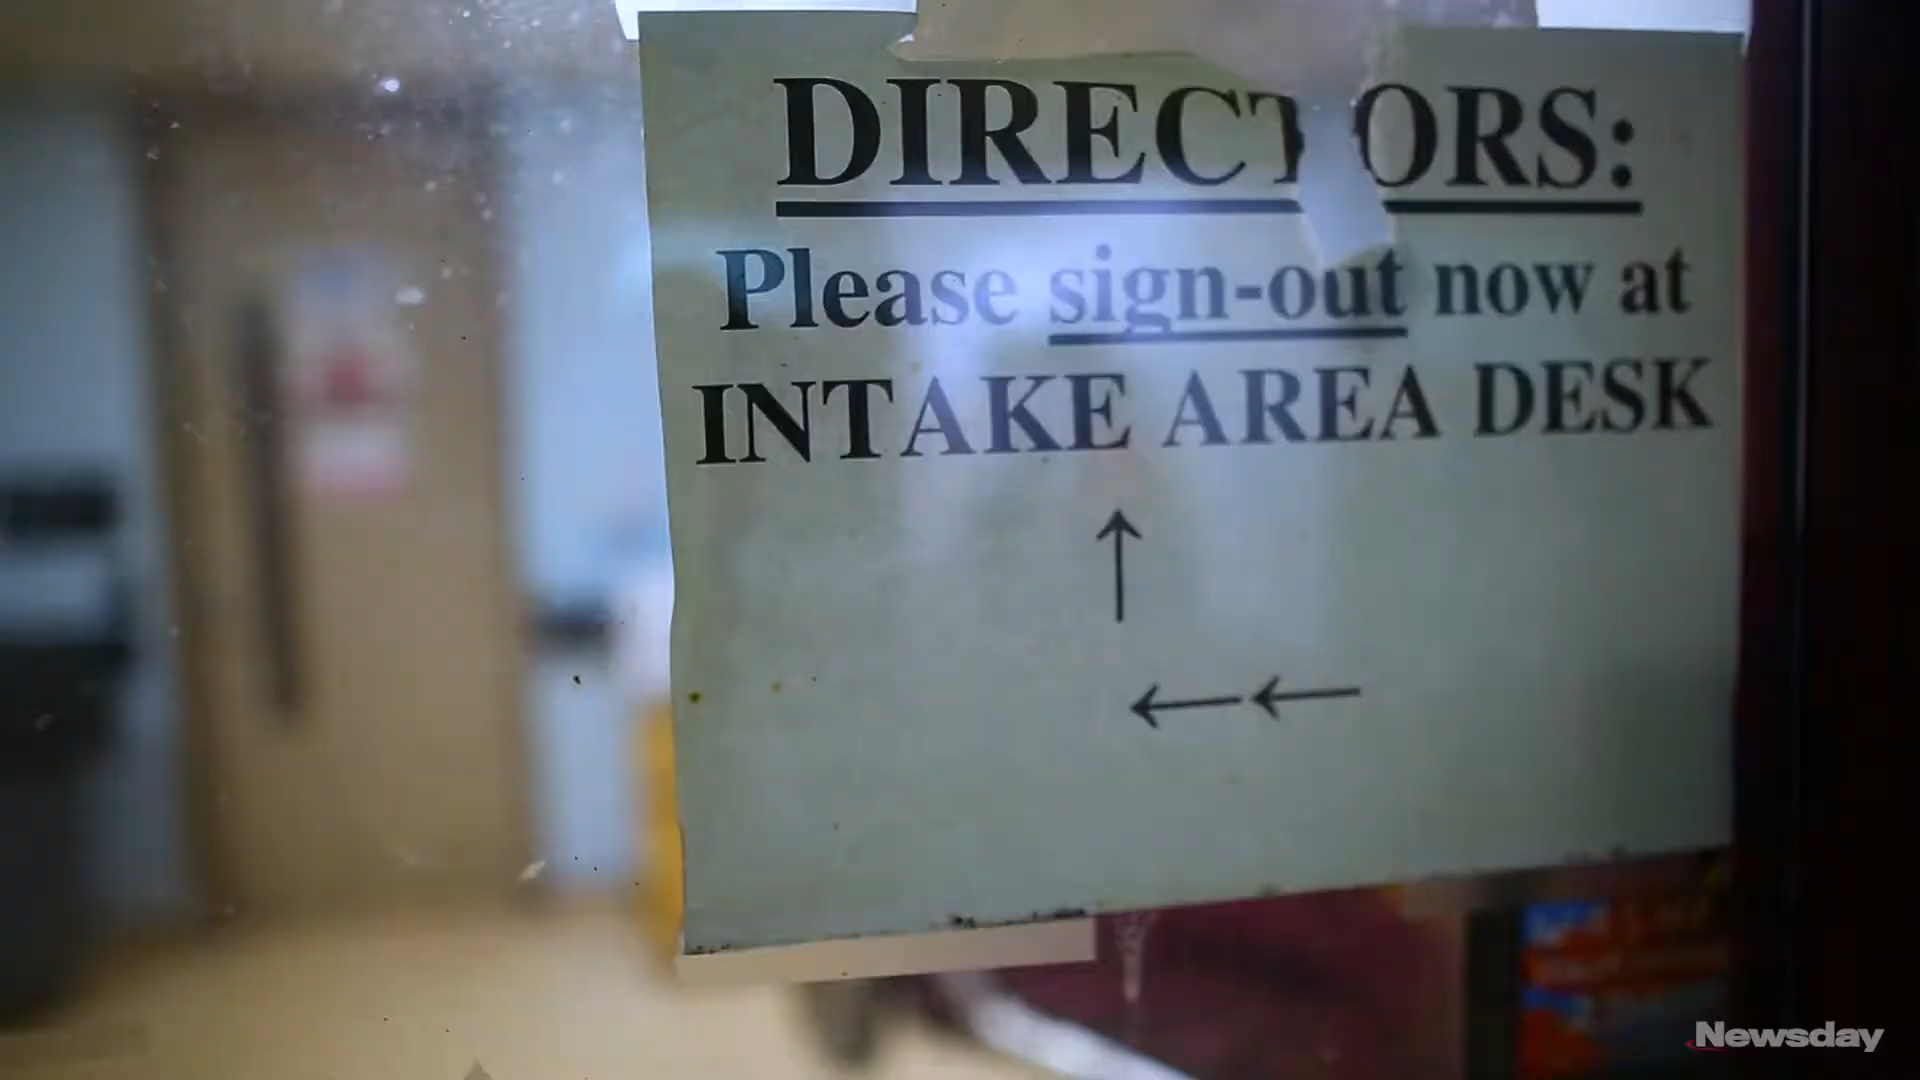 DIRECTORS:
Please sign-out now at
INTAKE AREA DESK
↑
←←
Newsday